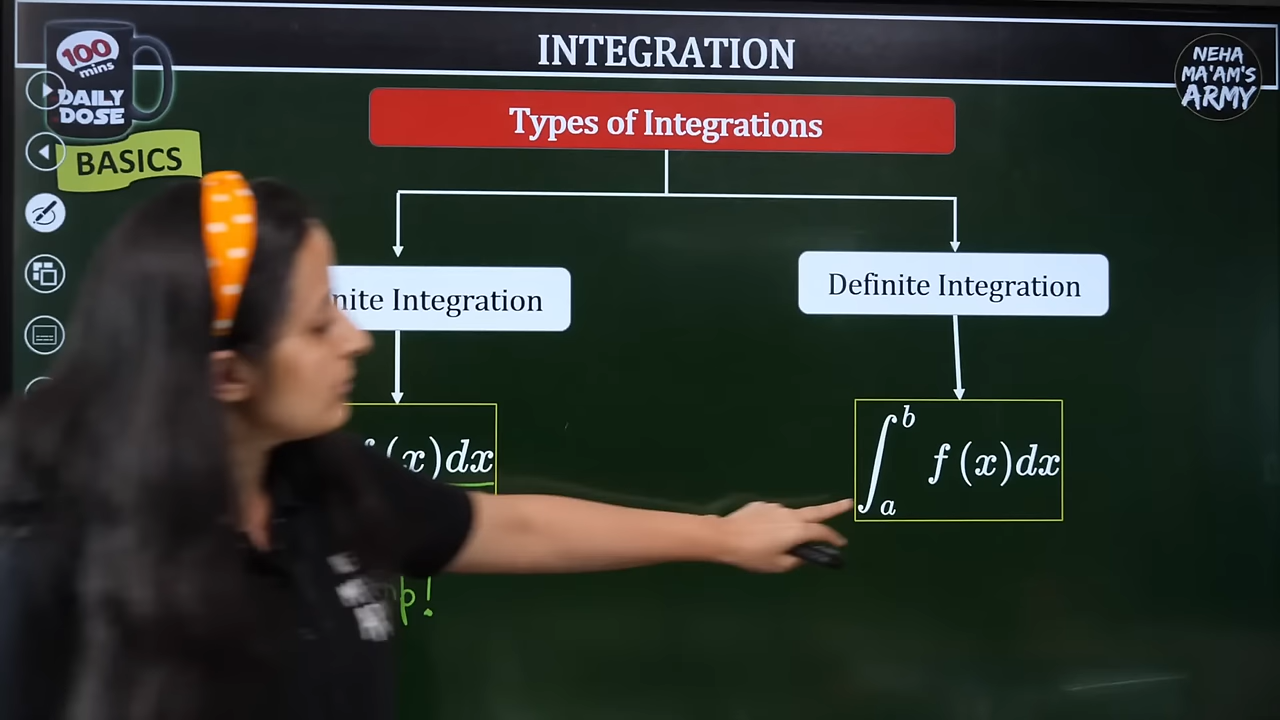 INTEGRATION
100
mins
DAILY
DOSE
NEHA
MA'AM'S
ARMY
Types of Integrations
BASICS
Integration
Definite Integration
(x)dx
∫_a^b f(x)dx